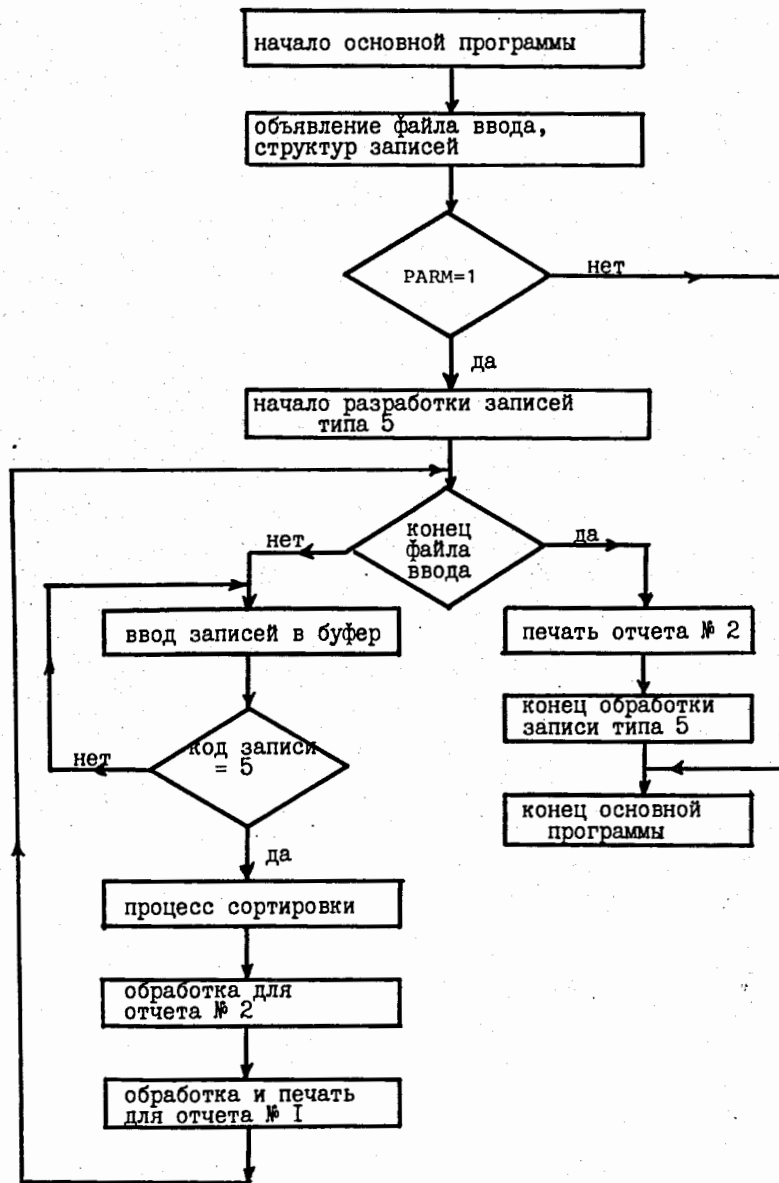 начало основной программы
объявление файла ввода,
структур записей
PARM=1
нет
да
начало разработки записей
типа 5
конец
файла
ввода
нет
да
ввод записей в буфер
печать отчета № 2
конец обработки
записи типа 5
код записи
= 5
нет
конец основной
программы
да
процесс сортировки
обработка для
отчета № 2
обработка и печать
для отчета № I